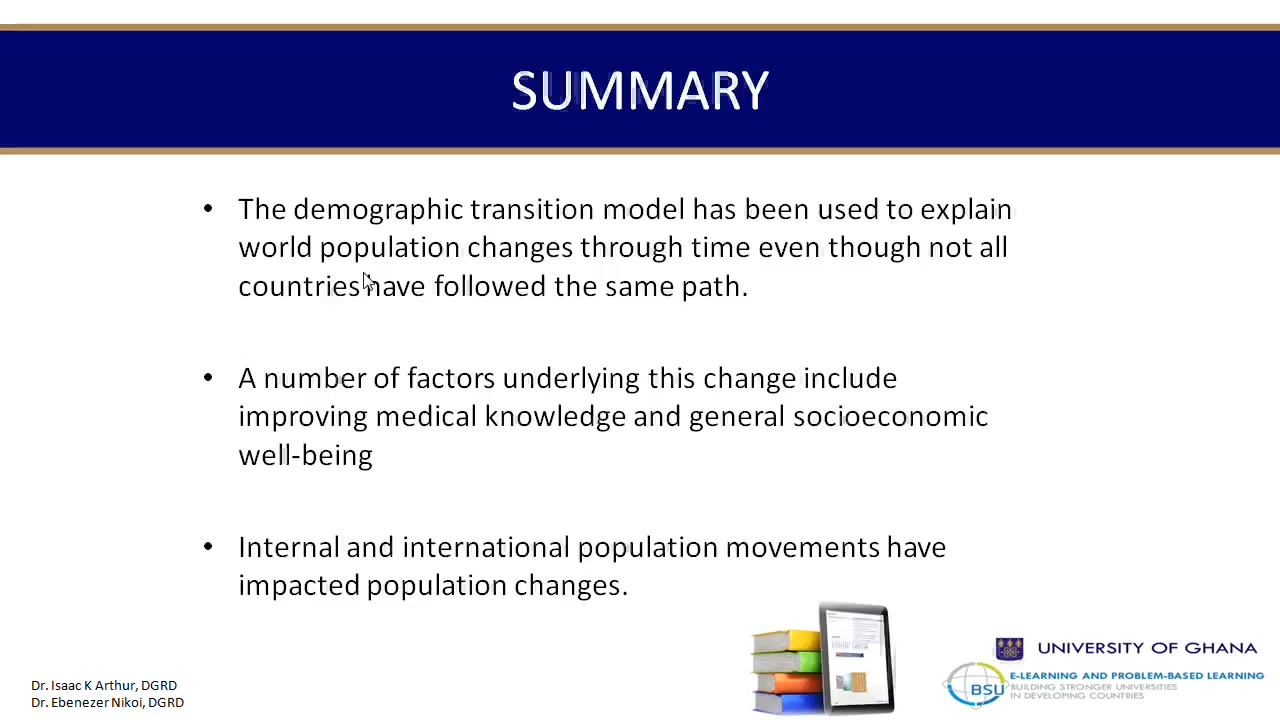 SUMMARY
• The demographic transition model has been used to explain
world population changes through time even though not all
countries have followed the same path.
• A number of factors underlying this change include
improving medical knowledge and general socioeconomic
well-being
• Internal and international population movements have
impacted population changes.
UNIVERSITY OF GHANA
BSU
E-LEARNING AND PROBLEM-BASED LEARNING
BUILDING STRONGER UNIVERSITIES
IN DEVELOPING COUNTRIES
Dr. Isaac K Arthur, DGRD
Dr. Ebenezer Nikoi, DGRD